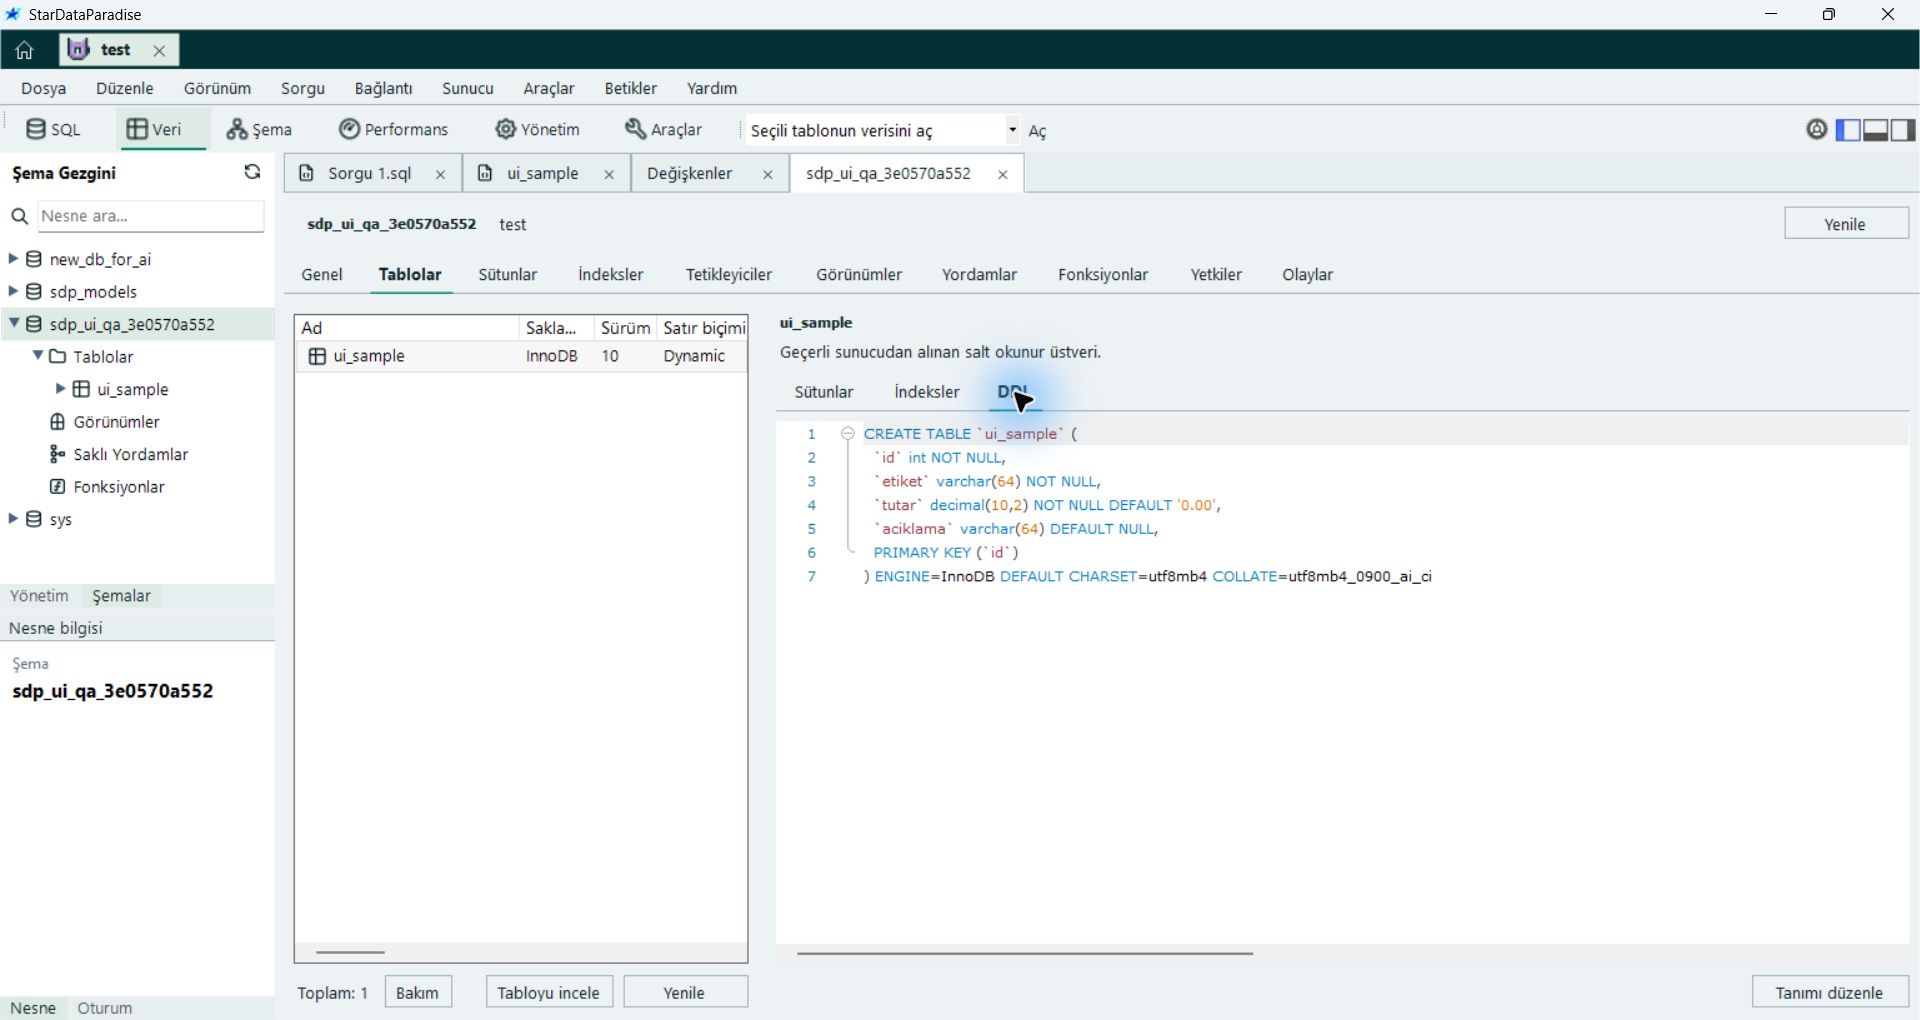 StarDataParadise
test
Dosya Düzenle Görünüm Sorgu Bağlantı Sunucu Araçlar Betikler Yardım
SQL Veri Şema Performans Yönetim Araçlar Seçili tablonun verisini aç Aç
Şema Gezgini
Nesne ara...
new_db_for_ai
sdp_models
sdp_ui_qa_3e0570a552
Tablolar
ui_sample
Görünümler
Saklı Yordamlar
Fonksiyonlar
sys
Yönetim Şemalar
Nesne bilgisi
Şema
sdp_ui_qa_3e0570a552
Nesne Oturum
Sorgu 1.sql ui_sample Değişkenler sdp_ui_qa_3e0570a552
sdp_ui_qa_3e0570a552 test Yenile
Genel Tablolar Sütunlar İndeksler Tetikleyiciler Görünümler Yordamlar Fonksiyonlar Yetkiler Olaylar
Ad Sakla... Sürüm Satır biçimi
ui_sample InnoDB 10 Dynamic
Toplam: 1 Bakım Tabloyu incele Yenile
ui_sample
Geçerli sunucudan alınan salt okunur üstveri.
Sütunlar İndeksler DDL
1 CREATE TABLE `ui_sample` (
2 `id` int NOT NULL,
3 `etiket` varchar(64) NOT NULL,
4 `tutar` decimal(10,2) NOT NULL DEFAULT '0.00',
5 `aciklama` varchar(64) DEFAULT NULL,
6 PRIMARY KEY (`id`)
7 ) ENGINE=InnoDB DEFAULT CHARSET=utf8mb4 COLLATE=utf8mb4_0900_ai_ci
Tanımı düzenle